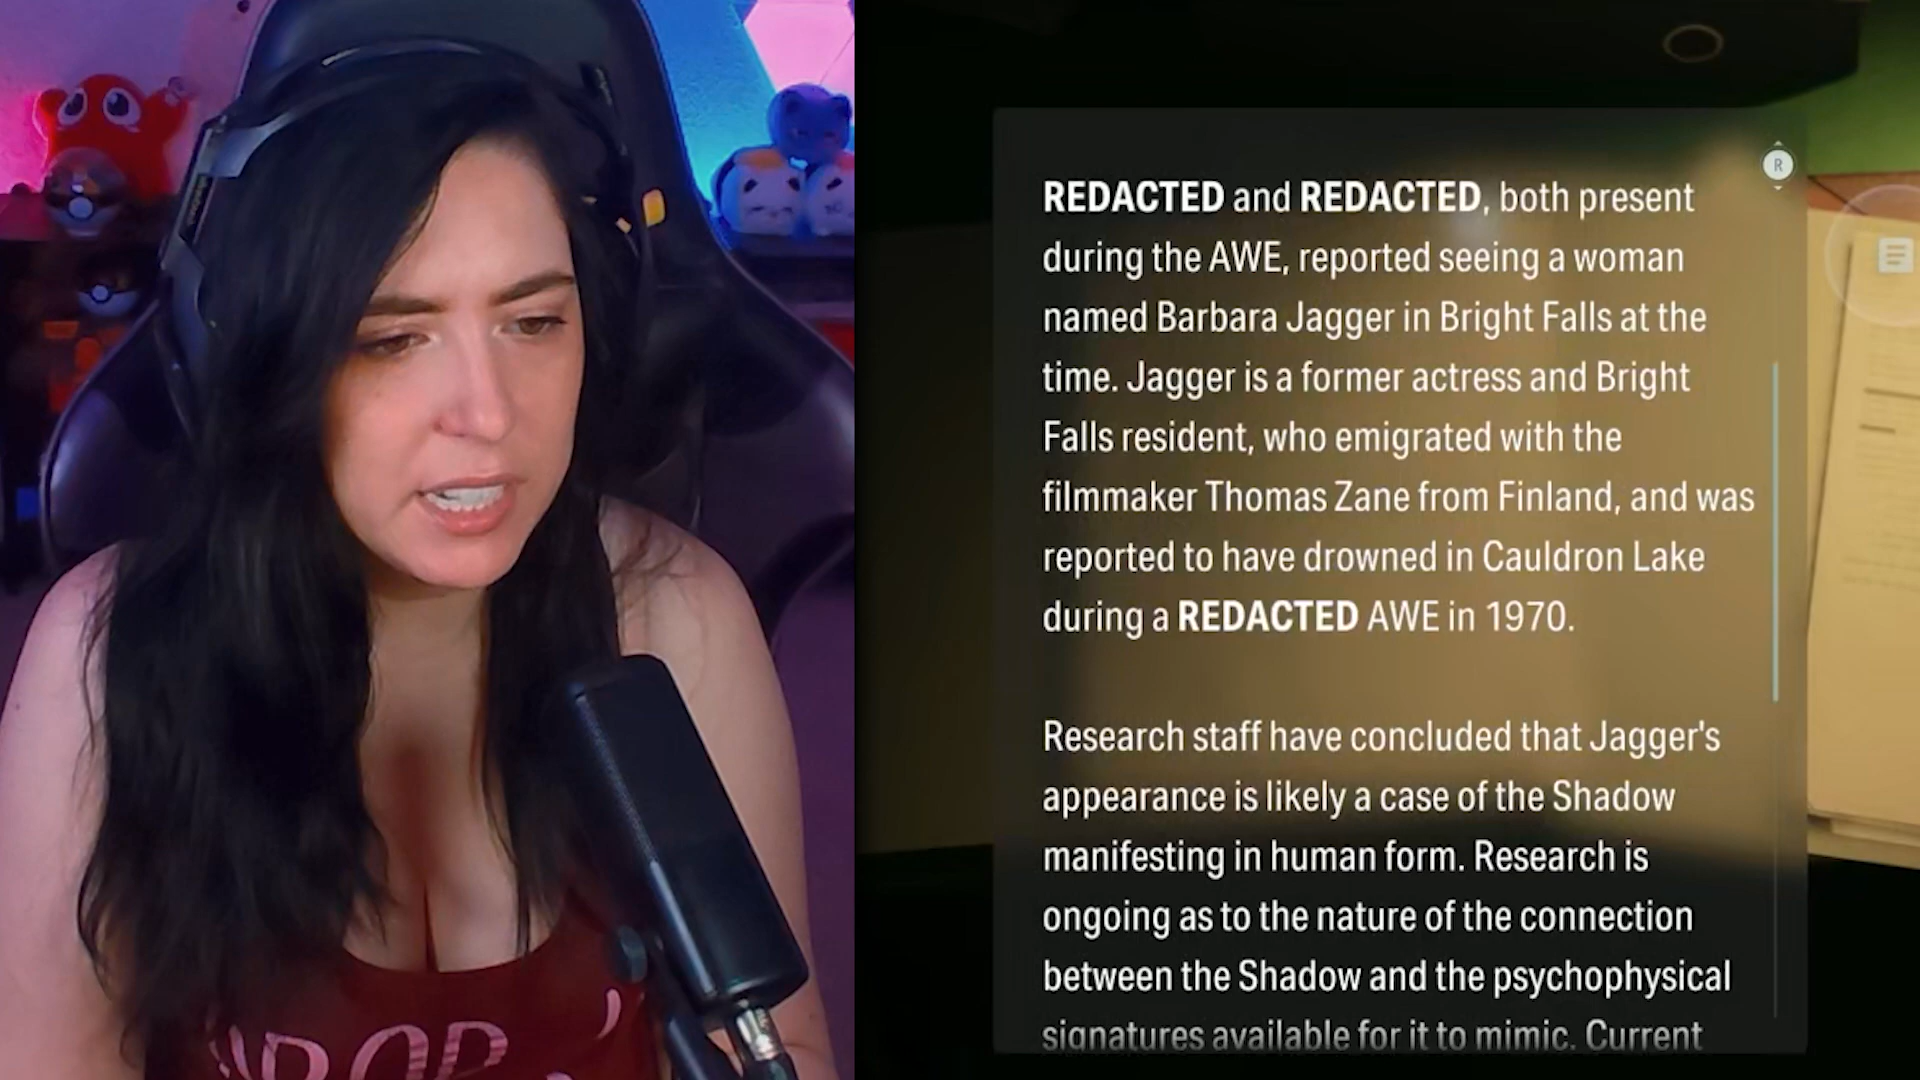 REDACTED and REDACTED, both present
during the AWE, reported seeing a woman
named Barbara Jagger in Bright Falls at the
time. Jagger is a former actress and Bright
Falls resident, who emigrated with the
filmmaker Thomas Zane from Finland, and was
reported to have drowned in Cauldron Lake
during a REDACTED AWE in 1970.
Research staff have concluded that Jagger's
appearance is likely a case of the Shadow
manifesting in human form. Research is
ongoing as to the nature of the connection
between the Shadow and the psychophysical
signatures available for it to mimic. Current
R